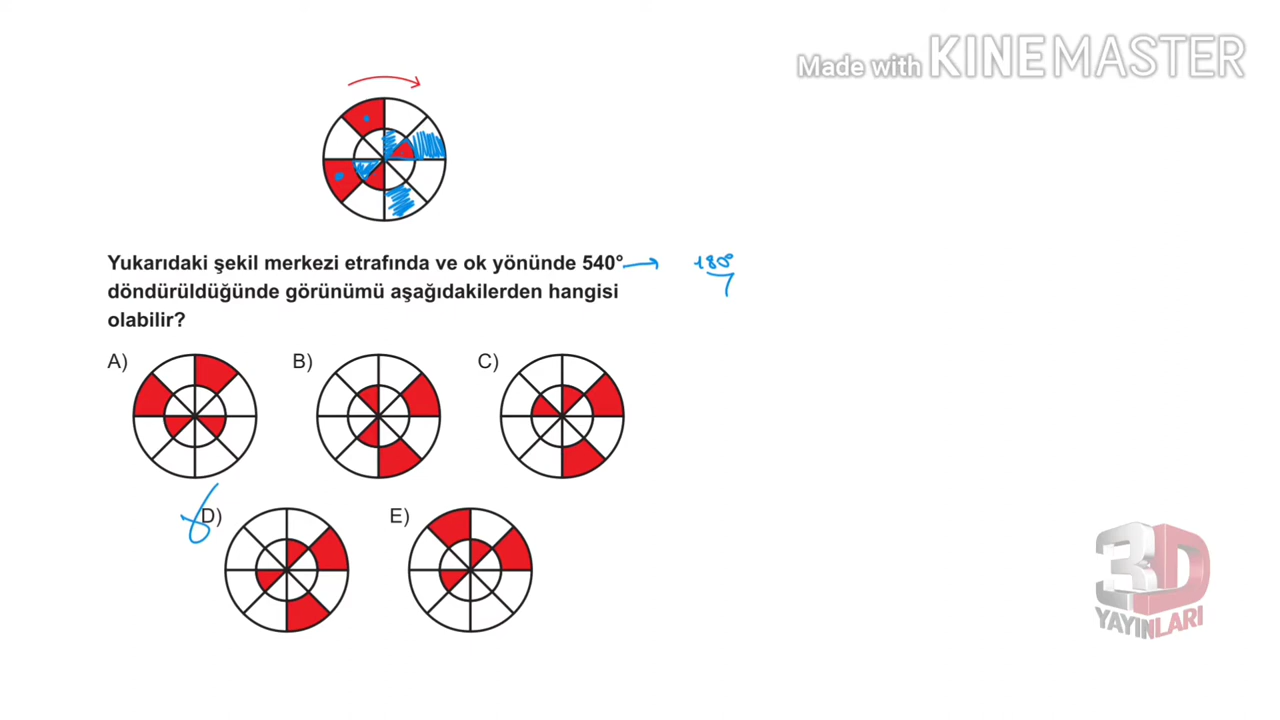 Made with KINEMASTER
Yukarıdaki şekil merkezi etrafında ve ok yönünde 540° → 180°
döndürüldüğünde görünümü aşağıdakilerden hangisi
olabilir?
A) B) C)
D) E)
3D
YAYINLARI